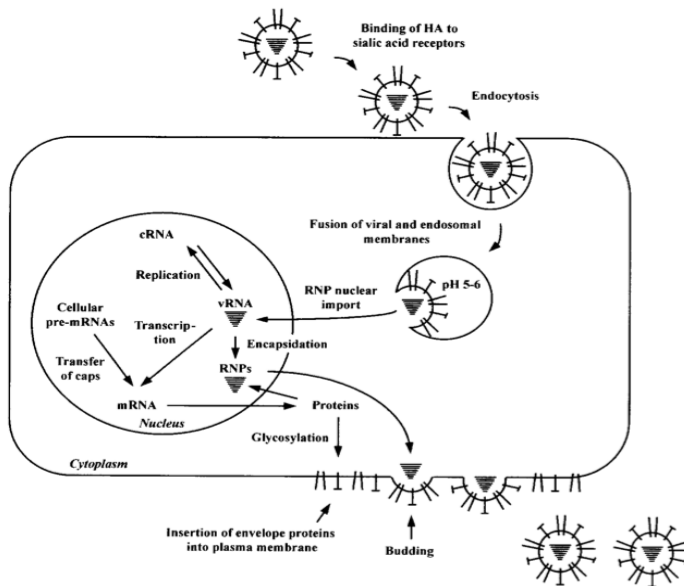 Binding of HA to
sialic acid receptors
Endocytosis
Fusion of viral and endosomal
membranes
cRNA
Replication
RNP nuclear
import
pH 5-6
vRNA
Cellular
pre-mRNAs
Transcrip-
tion
Encapsidation
Transfer
of caps
RNPs
mRNA
Proteins
Nucleus
Glycosylation
Cytoplasm
Insertion of envelope proteins
into plasma membrane
Budding